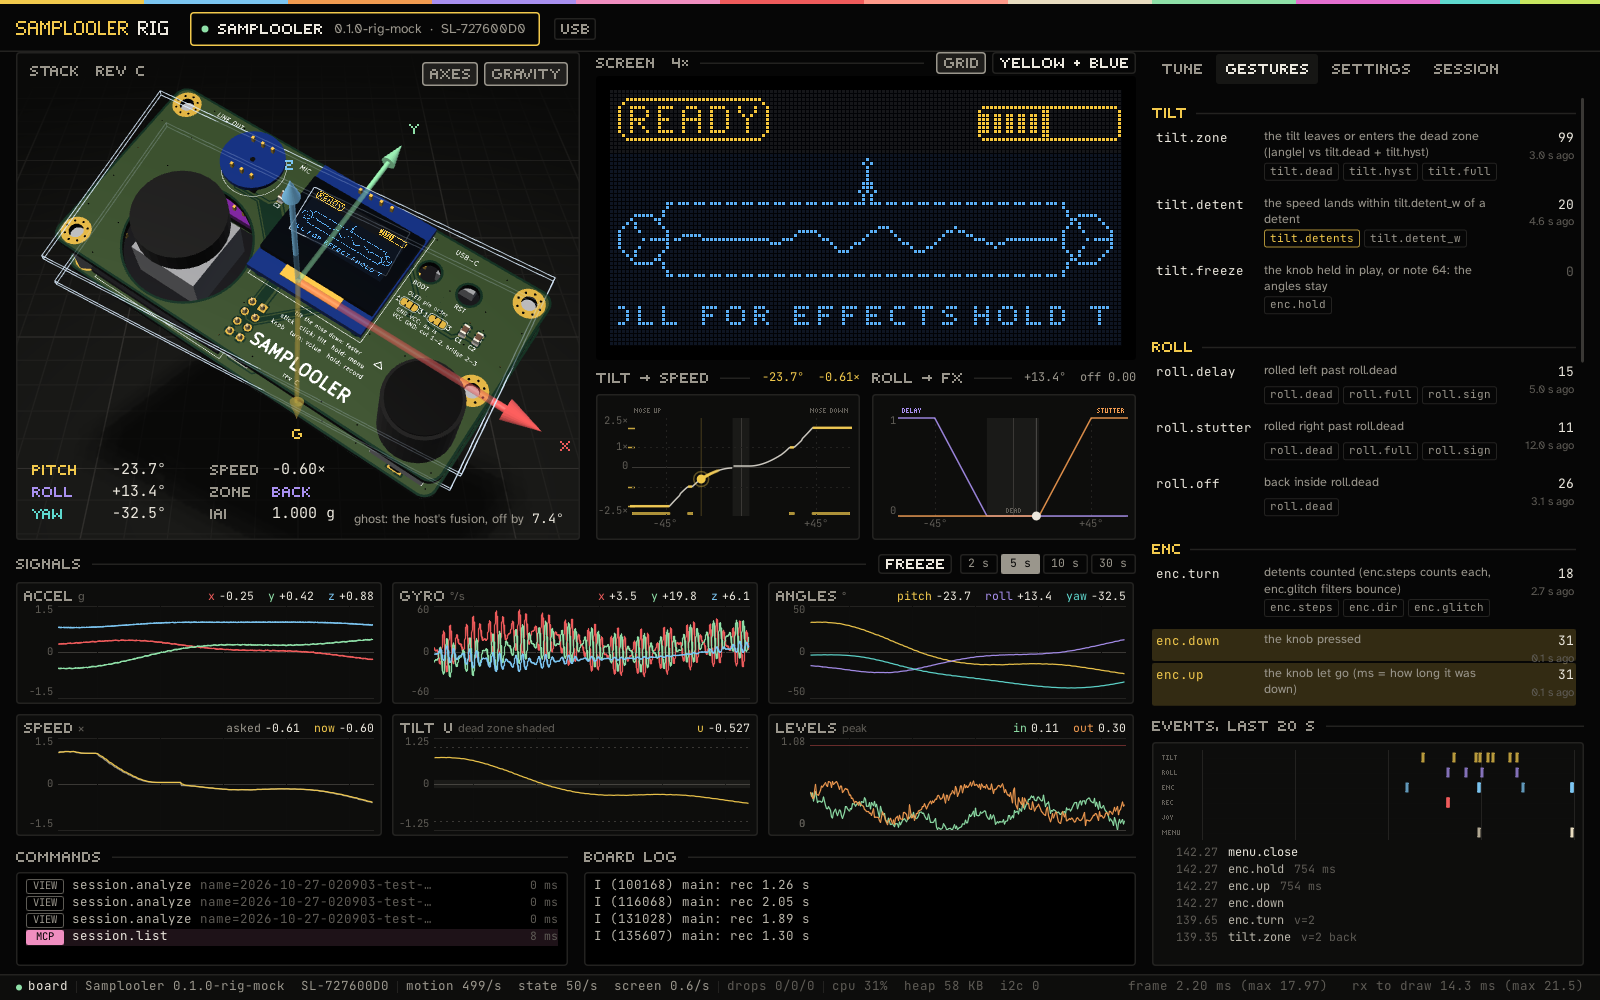 SAMPLOOLER RIG
SAMPLOOLER 0.1.0-rig-mock · SL-727600D0
USB
STACK REV C
AXES GRAVITY
LINE OUT
MIC
Z
Y
USB-C
BOOT
RST
SAMPLOOLER
X
G
PITCH -23.7° SPEED -0.60×
ROLL +13.4° ZONE BACK
YAW -32.5° |A| 1.000 g
ghost: the host's fusion, off by 7.4°
SCREEN 4×
GRID YELLOW + BLUE
READY
OLL FOR EFFECTS HOLD T
TILT → SPEED -23.7° -0.61×
NOSE UP NOSE DOWN
2.5×
1×
0
-2.5×
-45° +45°
ROLL → FX +13.4° off 0.00
DELAY STUTTER
1
0
DEAD
-45° +45°
TUNE GESTURES SETTINGS SESSION
TILT
tilt.zone the tilt leaves or enters the dead zone 99
(|angle| vs tilt.dead + tilt.hyst) 3.0 s ago
tilt.dead tilt.hyst tilt.full
tilt.detent the speed lands within tilt.detent_w of a 20
detent 4.6 s ago
tilt.detents tilt.detent_w
tilt.freeze the knob held in play, or note 64: the 0
angles stay
enc.hold
ROLL
roll.delay rolled left past roll.dead 15
roll.dead roll.full roll.sign 5.0 s ago
roll.stutter rolled right past roll.dead 11
roll.dead roll.full roll.sign 12.0 s ago
roll.off back inside roll.dead 26
roll.dead 3.1 s ago
ENC
enc.turn detents counted (enc.steps counts each, 18
enc.glitch filters bounce) 2.7 s ago
enc.steps enc.dir enc.glitch
enc.down the knob pressed 31
0.1 s ago
enc.up the knob let go (ms = how long it was 31
down) 0.1 s ago
SIGNALS
FREEZE 2 s 5 s 10 s 30 s
ACCEL g x -0.25 y +0.42 z +0.88
1.5
0
-1.5
GYRO °/s x +3.5 y +19.8 z +6.1
60
0
-60
ANGLES ° pitch -23.7 roll +13.4 yaw -32.5
50
0
-50
SPEED × asked -0.61 now -0.60
1.5
0
-1.5
TILT U dead zone shaded u -0.527
1.25
0
-1.25
LEVELS peak in 0.11 out 0.30
1.08
0
EVENTS, LAST 20 S
TILT
ROLL
ENC
REC
JOY
MENU
142.27 menu.close
142.27 enc.hold 754 ms
142.27 enc.up 754 ms
142.27 enc.down
139.65 enc.turn v=2
139.35 tilt.zone v=2 back
COMMANDS
VIEW session.analyze name=2026-10-27-020903-test-… 0 ms
VIEW session.analyze name=2026-10-27-020903-test-… 0 ms
VIEW session.analyze name=2026-10-27-020903-test-… 0 ms
MCP session.list 8 ms
BOARD LOG
I (100168) main: rec 1.26 s
I (116068) main: rec 2.05 s
I (131028) main: rec 1.89 s
I (135607) main: rec 1.30 s
board Samplooler 0.1.0-rig-mock SL-727600D0 motion 499/s state 50/s screen 0.6/s drops 0/0/0 cpu 31% heap 58 KB i2c 0 frame 2.20 ms (max 17.97) rx to draw 14.3 ms (max 21.5)